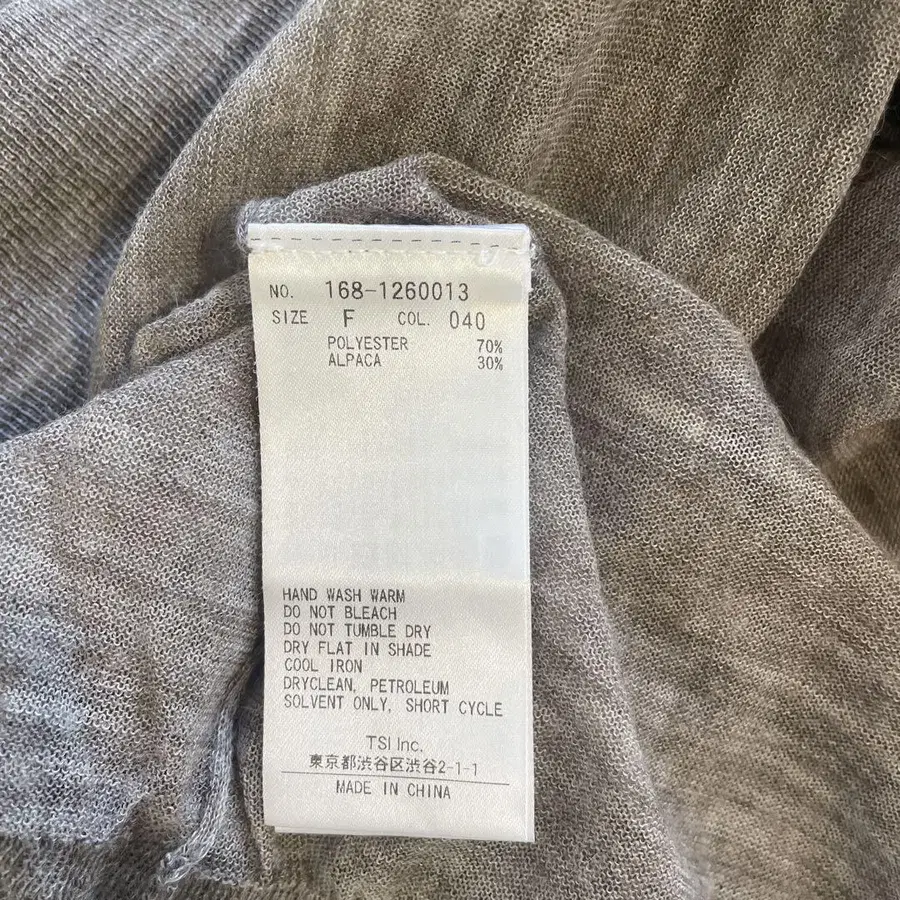 NO. 168-1260013
SIZE F COL. 040
POLYESTER 70%
ALPACA 30%
HAND WASH WARM
DO NOT BLEACH
DO NOT TUMBLE DRY
DRY FLAT IN SHADE
COOL IRON
DRYCLEAN, PETROLEUM
SOLVENT ONLY, SHORT CYCLE
TSI Inc.
東京都渋谷区渋谷2-1-1
MADE IN CHINA